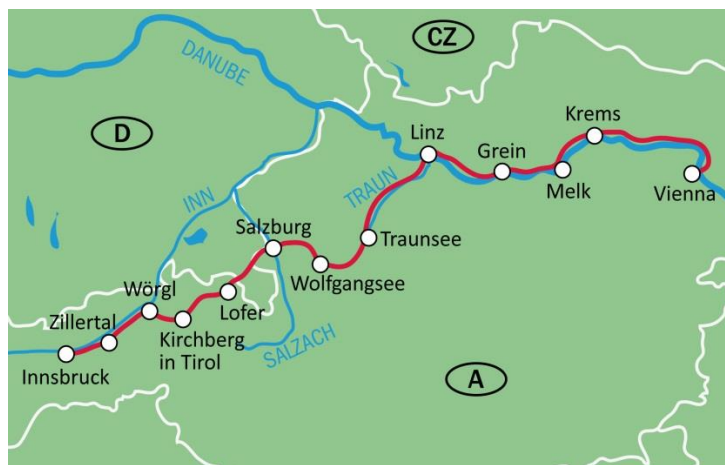 CZ
DANUBE
D
Krems
Linz
Grein
Melk
Vienna
TRAUN
INN
Salzburg
Traunsee
Wolfgangsee
Wörgl
Lofer
Zillertal
Kirchberg
in Tirol
SALZACH
Innsbruck
A